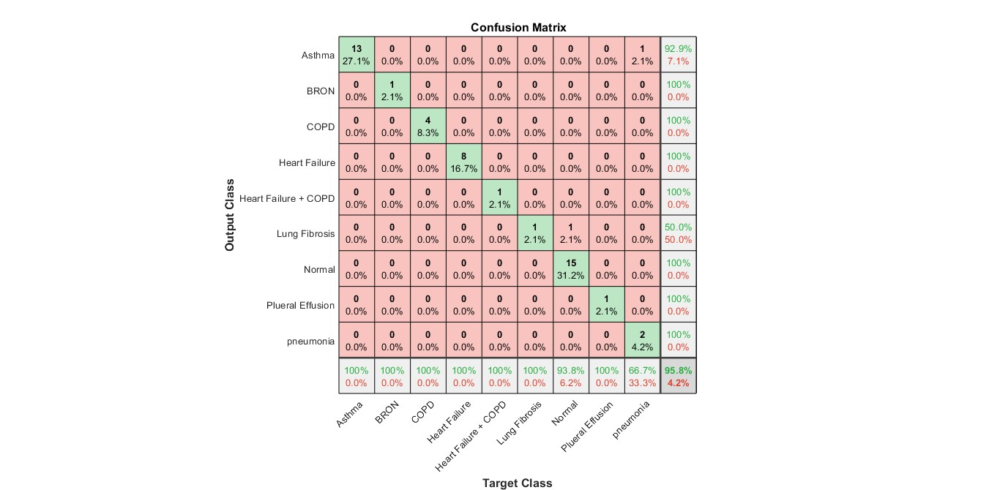 Confusion Matrix
Asthma 13 0 0 0 0 0 0 0 1 92.9%
27.1% 0.0% 0.0% 0.0% 0.0% 0.0% 0.0% 0.0% 2.1% 7.1%
BRON 0 1 0 0 0 0 0 0 0 100%
0.0% 2.1% 0.0% 0.0% 0.0% 0.0% 0.0% 0.0% 0.0% 0.0%
COPD 0 0 4 0 0 0 0 0 0 100%
0.0% 0.0% 8.3% 0.0% 0.0% 0.0% 0.0% 0.0% 0.0% 0.0%
Heart Failure 0 0 0 8 0 0 0 0 0 100%
0.0% 0.0% 0.0% 16.7% 0.0% 0.0% 0.0% 0.0% 0.0% 0.0%
Heart Failure + COPD 0 0 0 0 1 0 0 0 0 100%
0.0% 0.0% 0.0% 0.0% 2.1% 0.0% 0.0% 0.0% 0.0% 0.0%
Lung Fibrosis 0 0 0 0 0 1 1 0 0 50.0%
0.0% 0.0% 0.0% 0.0% 0.0% 2.1% 2.1% 0.0% 0.0% 50.0%
Normal 0 0 0 0 0 0 15 0 0 100%
0.0% 0.0% 0.0% 0.0% 0.0% 0.0% 31.2% 0.0% 0.0% 0.0%
Plueral Effusion 0 0 0 0 0 0 0 1 0 100%
0.0% 0.0% 0.0% 0.0% 0.0% 0.0% 0.0% 2.1% 0.0% 0.0%
pneumonia 0 0 0 0 0 0 0 0 2 100%
0.0% 0.0% 0.0% 0.0% 0.0% 0.0% 0.0% 0.0% 4.2% 0.0%
100% 100% 100% 100% 100% 100% 93.8% 100% 66.7% 95.8%
0.0% 0.0% 0.0% 0.0% 0.0% 0.0% 6.2% 0.0% 33.3% 4.2%
Output Class
Asthma
BRON
COPD
Heart Failure
Heart Failure + COPD
Lung Fibrosis
Normal
Plueral Effusion
pneumonia
Target Class